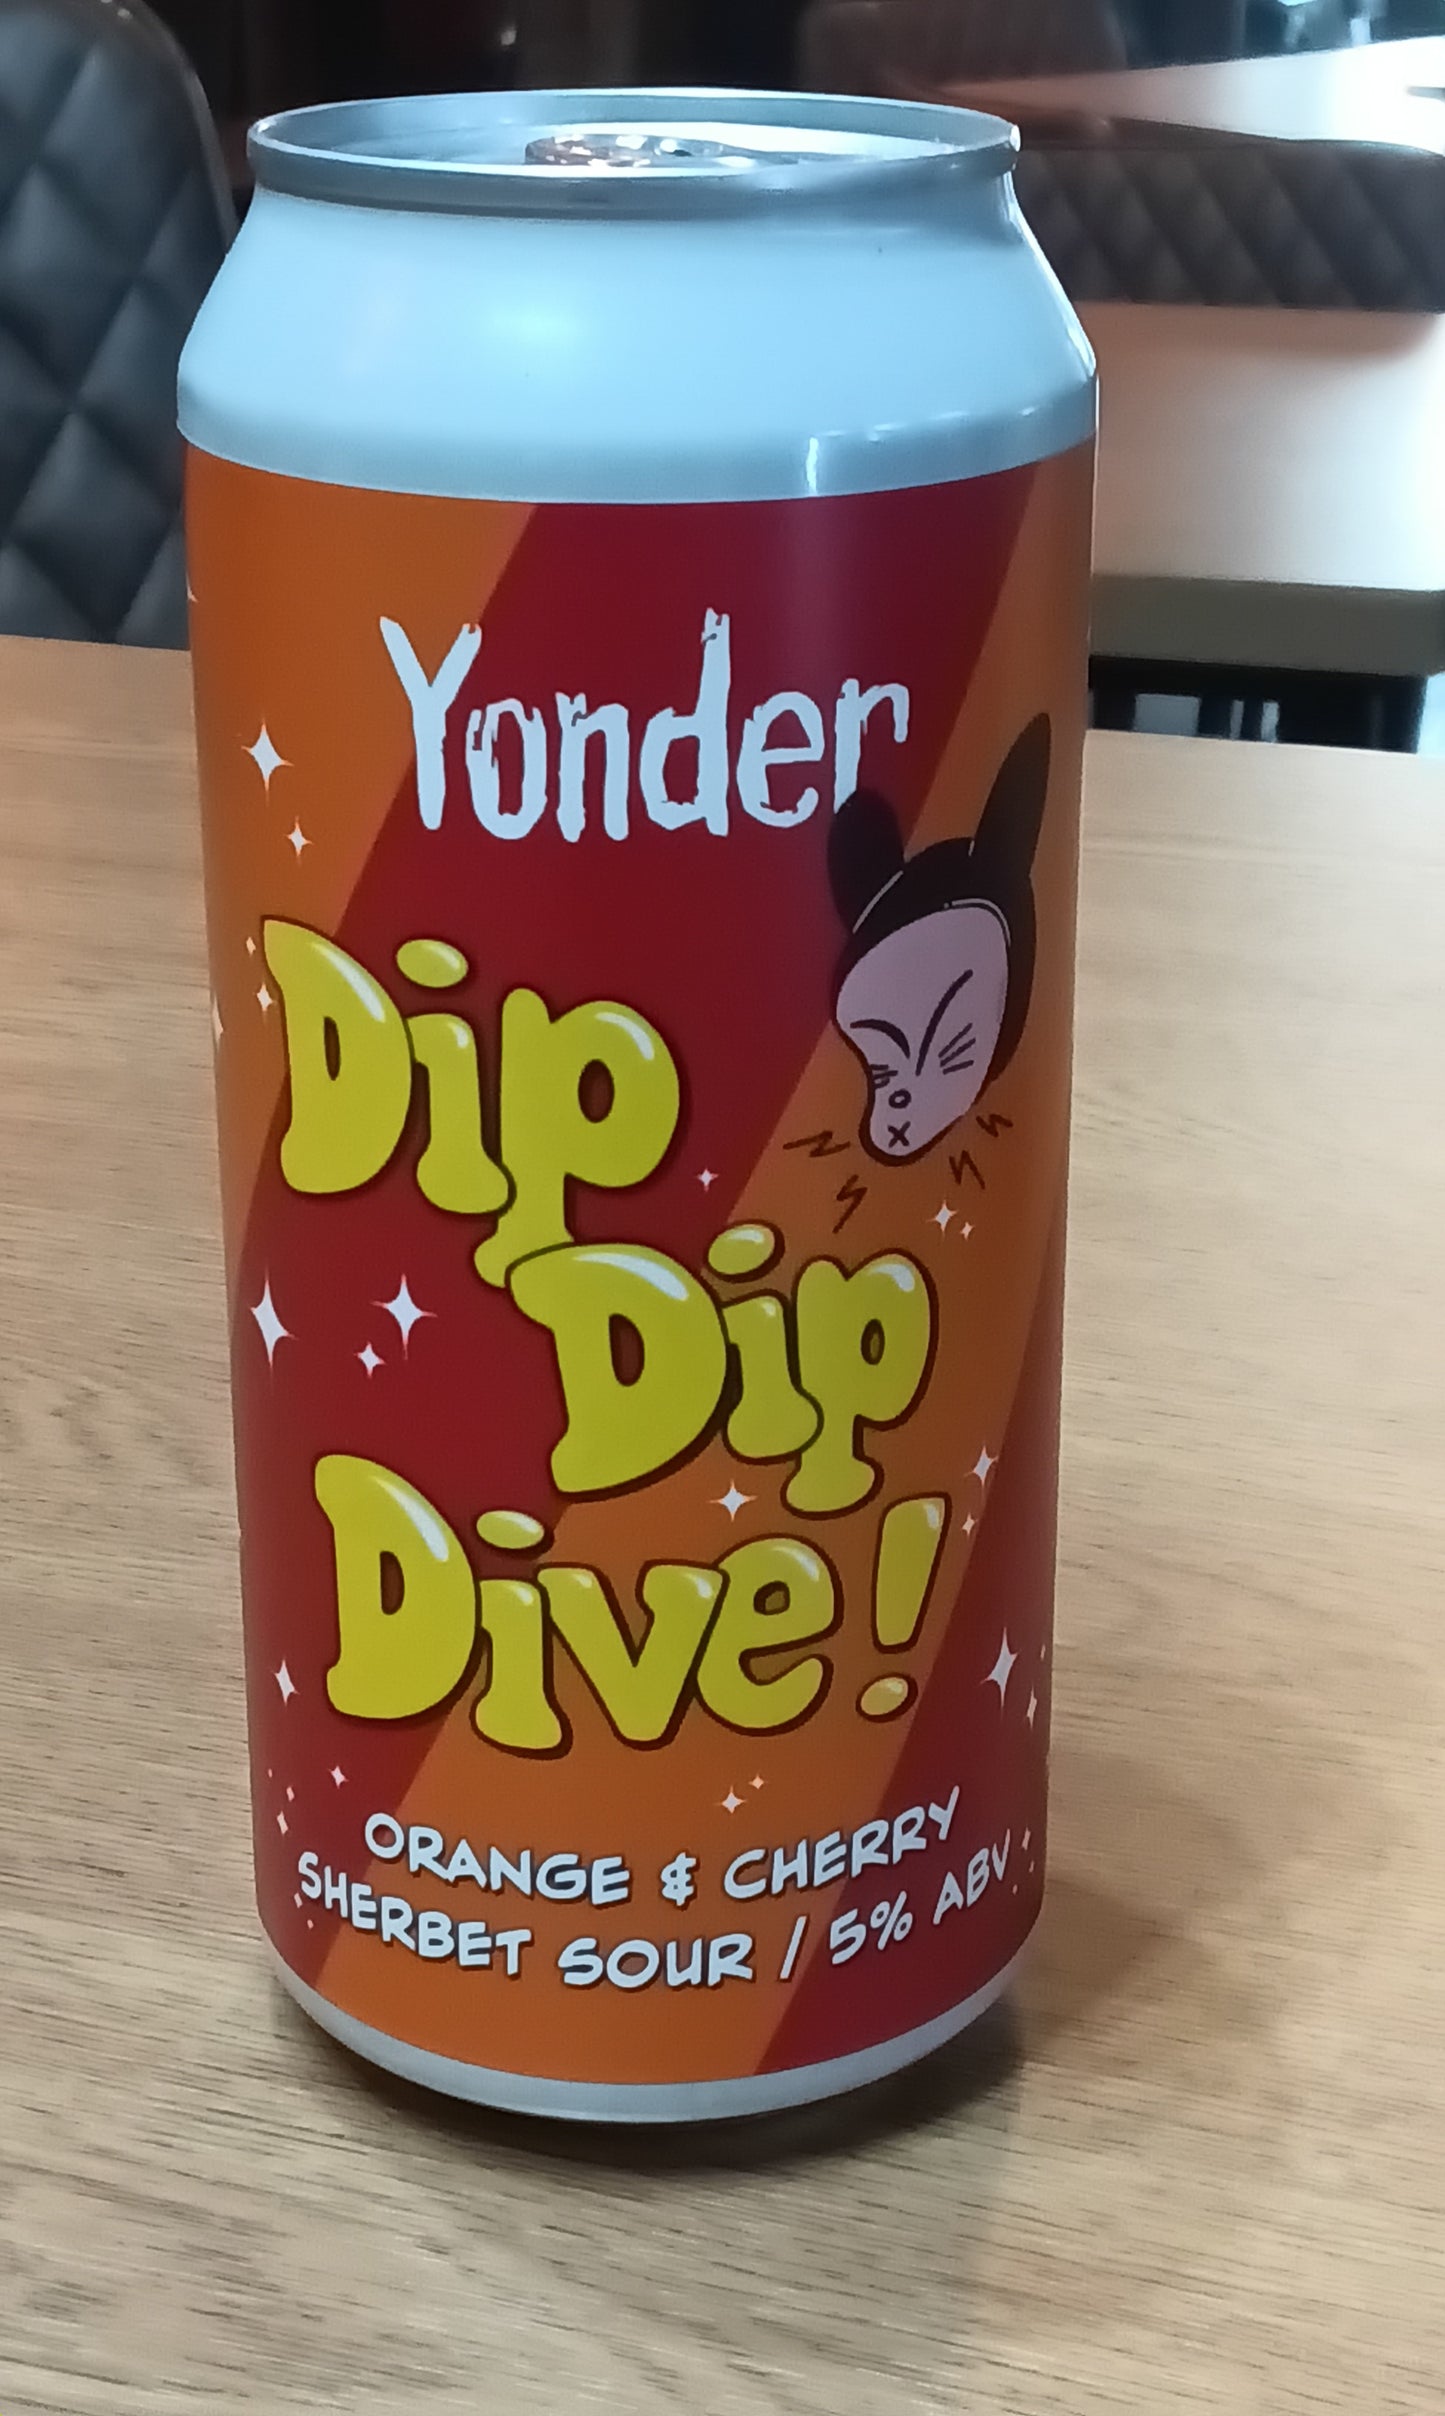 Yonder
Dip
Dip
Dive!
ORANGE & CHERRY
SHERBET SOUR / 5% ABV